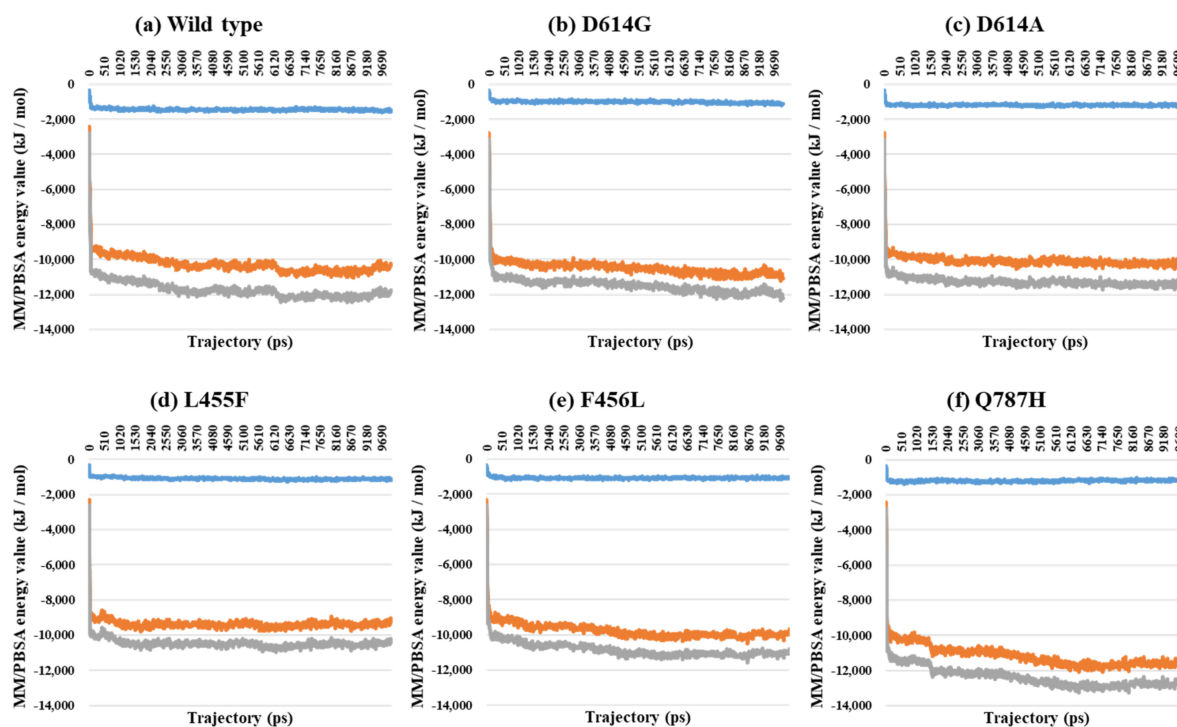 (a) Wild type
(b) D614G
(c) D614A
0 510 1020 1530 2040 2550 3060 3570 4080 4590 5100 5610 6120 6630 7140 7650 8160 8670 9180 9690
0 510 1020 1530 2040 2550 3060 3570 4080 4590 5100 5610 6120 6630 7140 7650 8160 8670 9180 9690
0 510 1020 1530 2040 2550 3060 3570 4080 4590 5100 5610 6120 6630 7140 7650 8160 8670 9180 9690
MM/PBSA energy value (kJ / mol)
0
-2,000
-4,000
-6,000
-8,000
-10,000
-12,000
-14,000
Trajectory (ps)
MM/PBSA energy value (kJ / mol)
0
-2,000
-4,000
-6,000
-8,000
-10,000
-12,000
-14,000
Trajectory (ps)
MM/PBSA energy value (kJ / mol)
0
-2,000
-4,000
-6,000
-8,000
-10,000
-12,000
-14,000
Trajectory (ps)
(d) L455F
(e) F456L
(f) Q787H
0 510 1020 1530 2040 2550 3060 3570 4080 4590 5100 5610 6120 6630 7140 7650 8160 8670 9180 9690
0 510 1020 1530 2040 2550 3060 3570 4080 4590 5100 5610 6120 6630 7140 7650 8160 8670 9180 9690
0 510 1020 1530 2040 2550 3060 3570 4080 4590 5100 5610 6120 6630 7140 7650 8160 8670 9180 9690
MM/PBSA energy value (kJ / mol)
0
-2,000
-4,000
-6,000
-8,000
-10,000
-12,000
-14,000
Trajectory (ps)
MM/PBSA energy value (kJ / mol)
0
-2,000
-4,000
-6,000
-8,000
-10,000
-12,000
-14,000
Trajectory (ps)
MM/PBSA energy value (kJ / mol)
0
-2,000
-4,000
-6,000
-8,000
-10,000
-12,000
-14,000
Trajectory (ps)